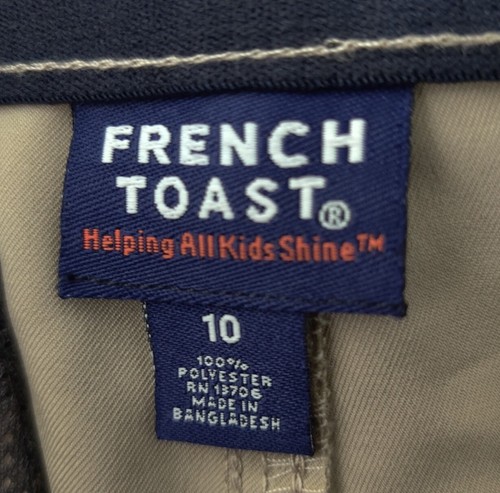 FRENCH
TOAST®
Helping All Kids Shine™
10
100%
POLYESTER
RN 13706
MADE IN
BANGLADESH